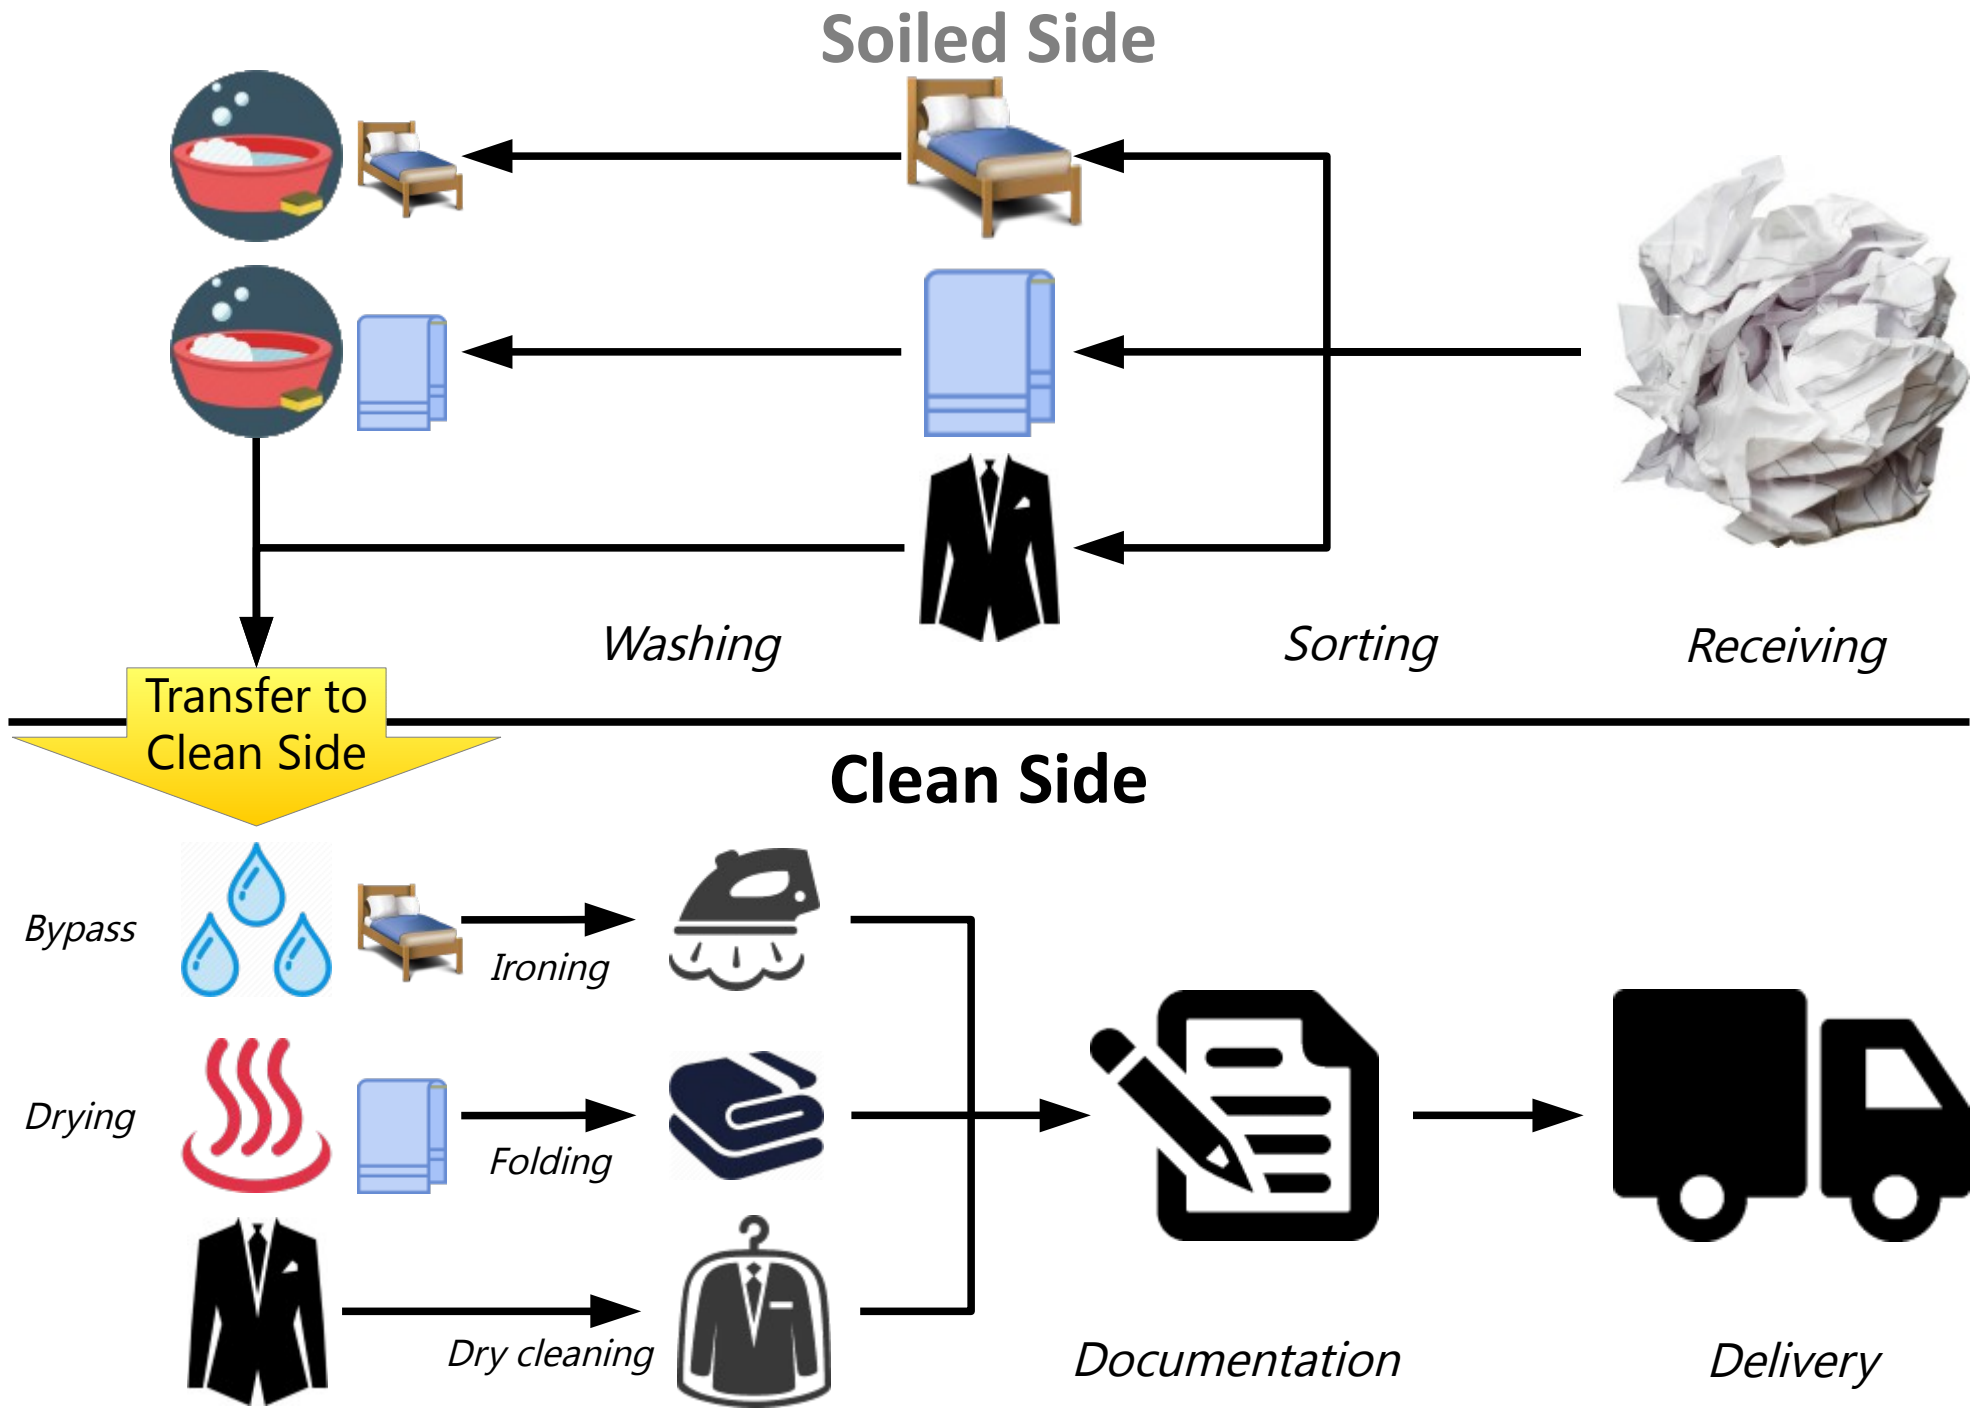 Soiled Side
Washing
Sorting
Receiving
Transfer to
Clean Side
Clean Side
Bypass
Ironing
Drying
Folding
Dry cleaning
Documentation
Delivery